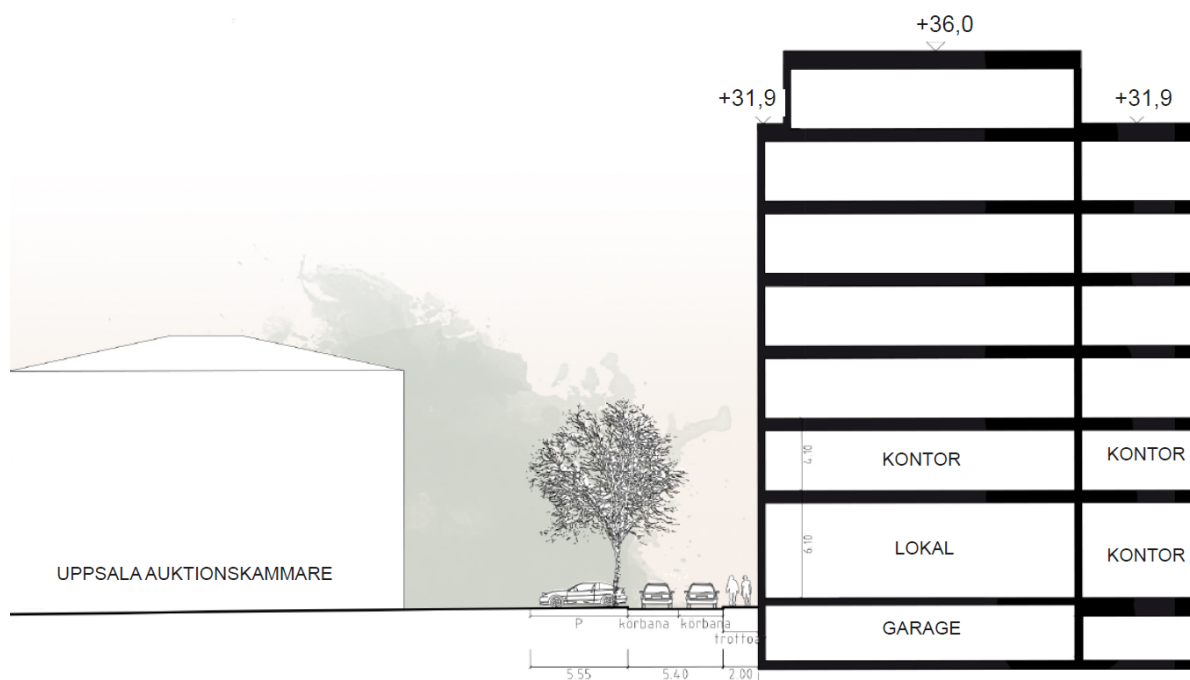 +36,0
+31,9
+31,9
4.10
KONTOR
KONTOR
6.10
LOKAL
KONTOR
UPPSALA AUKTIONSKAMMARE
P
körbana
körbana
GARAGE
trottoa
5.55
5.40
2.00